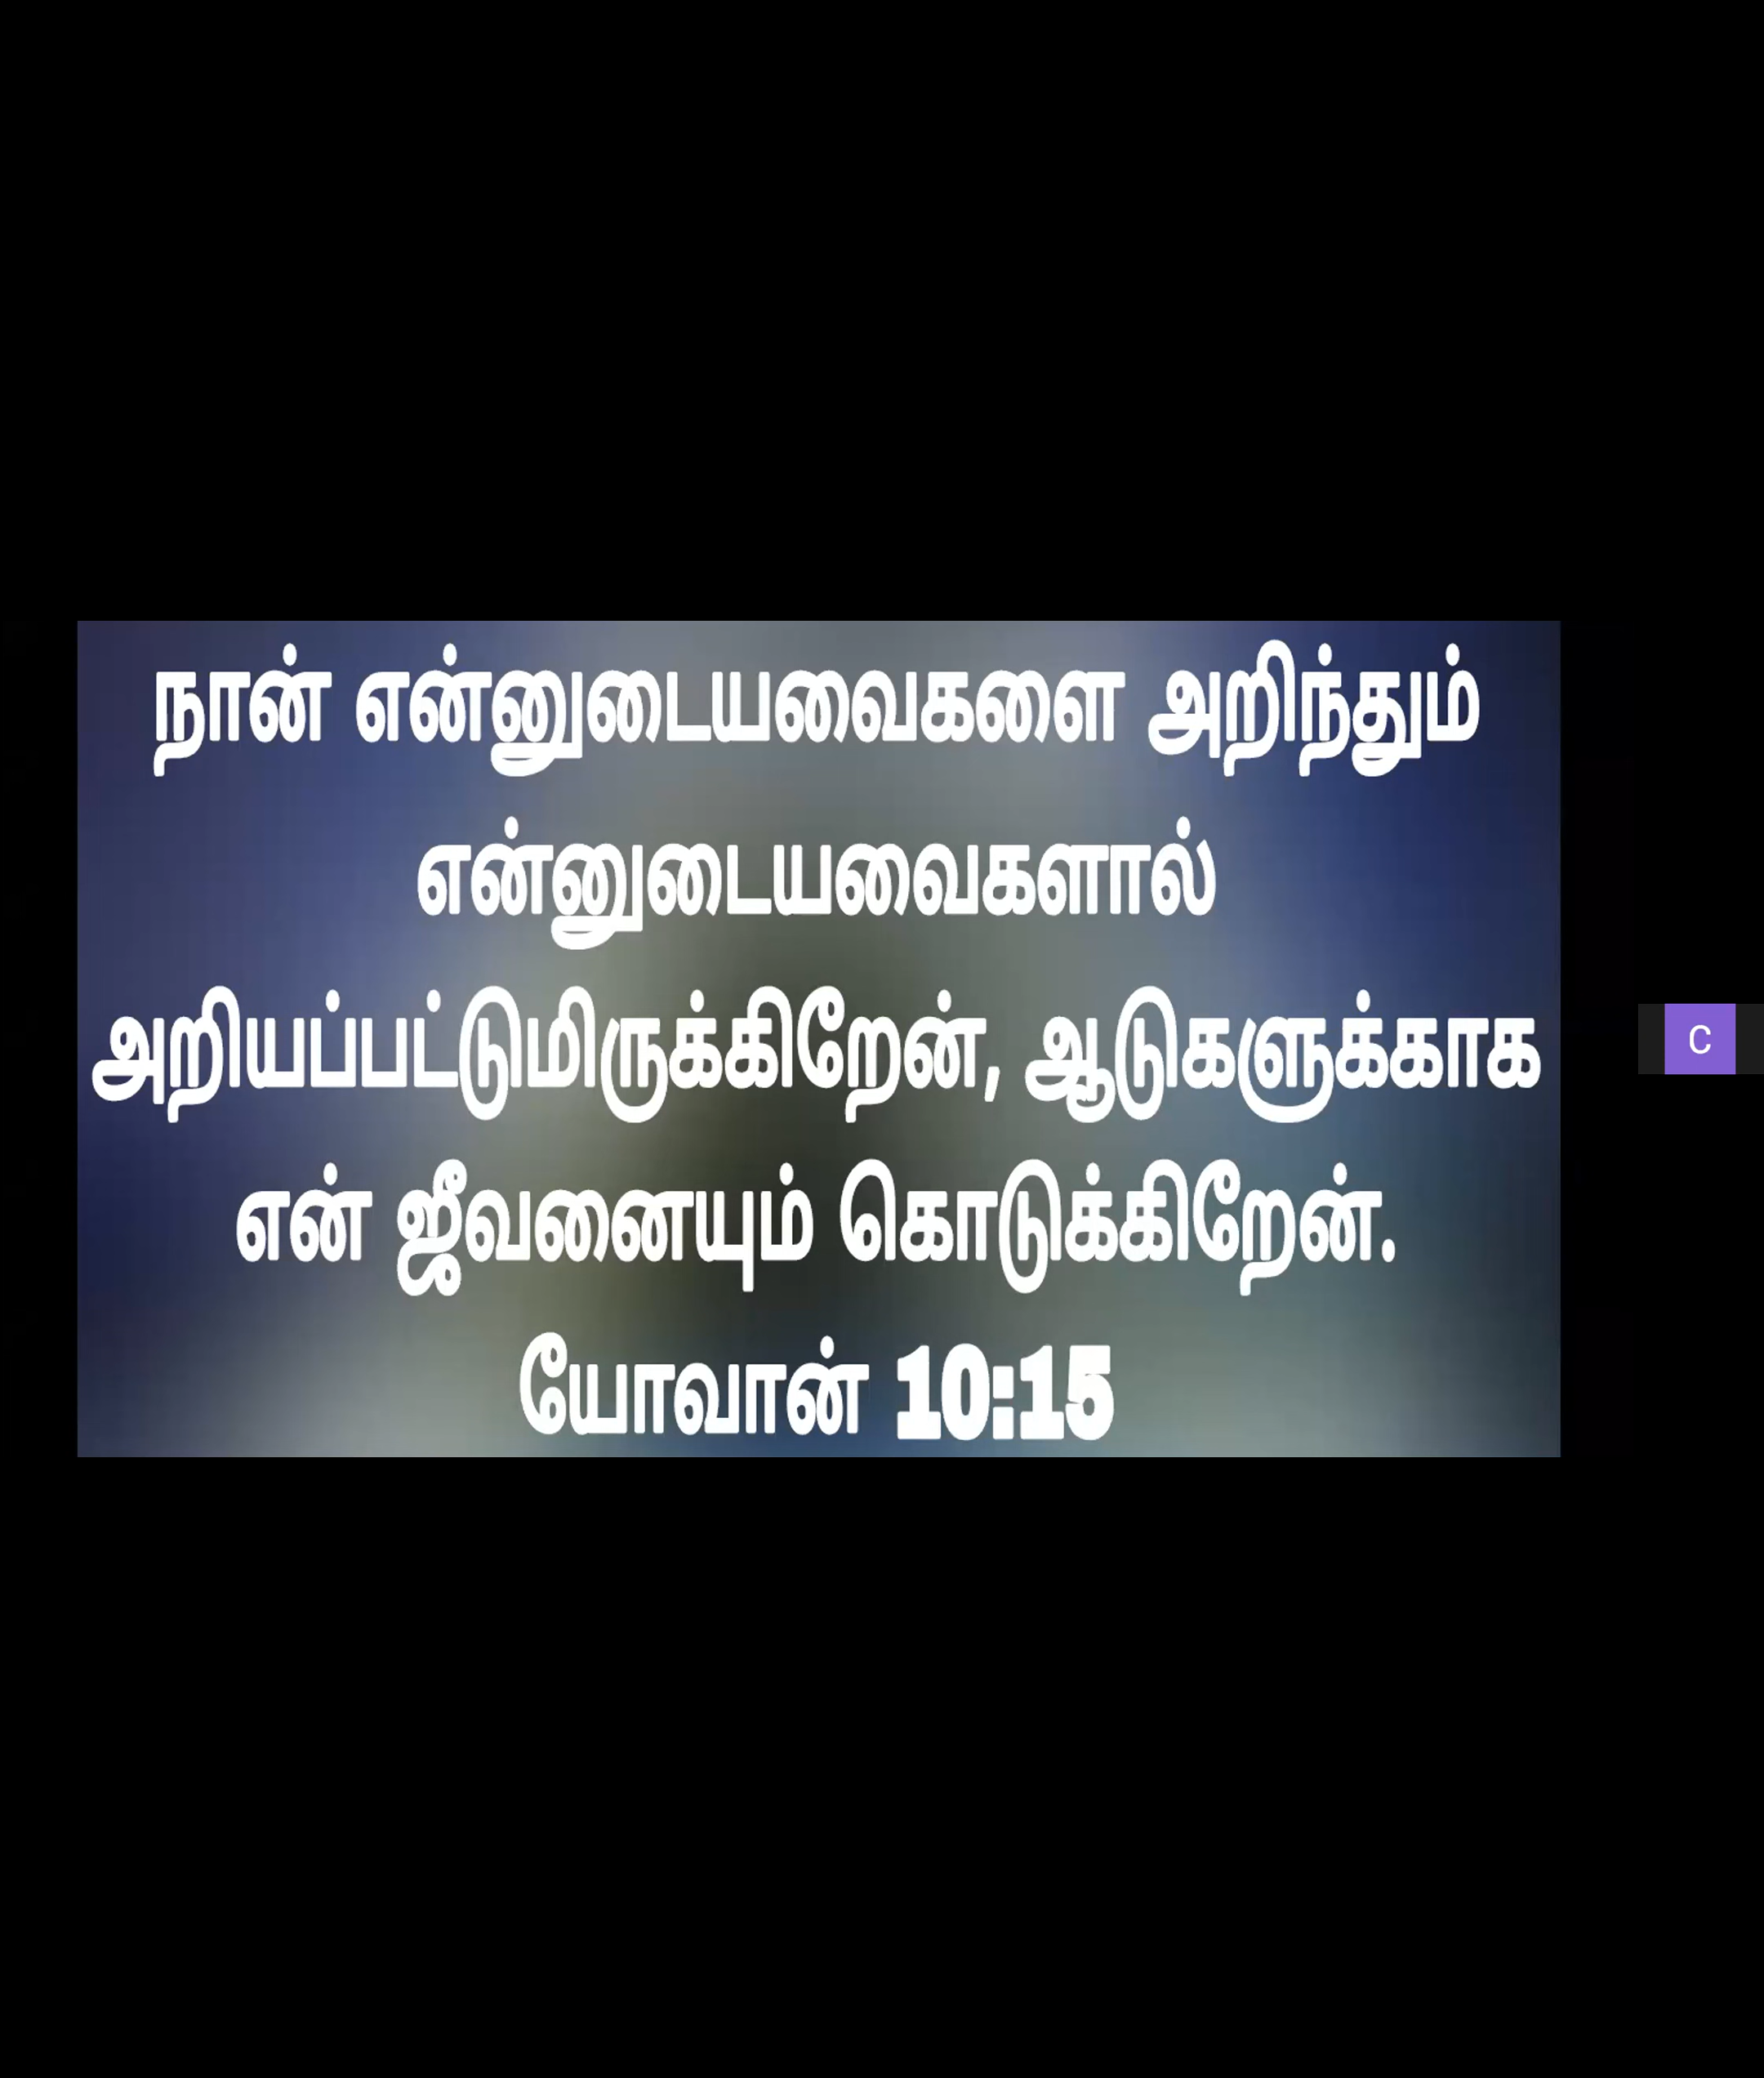 நான் என்னுடையவைகளை அறிந்தும்
என்னுடையவைகளால்
அறியப்பட்டுமிருக்கிறேன், ஆடுகளுக்காக
என் ஜீவனையும் கொடுக்கிறேன்.
யோவான் 10:15
C